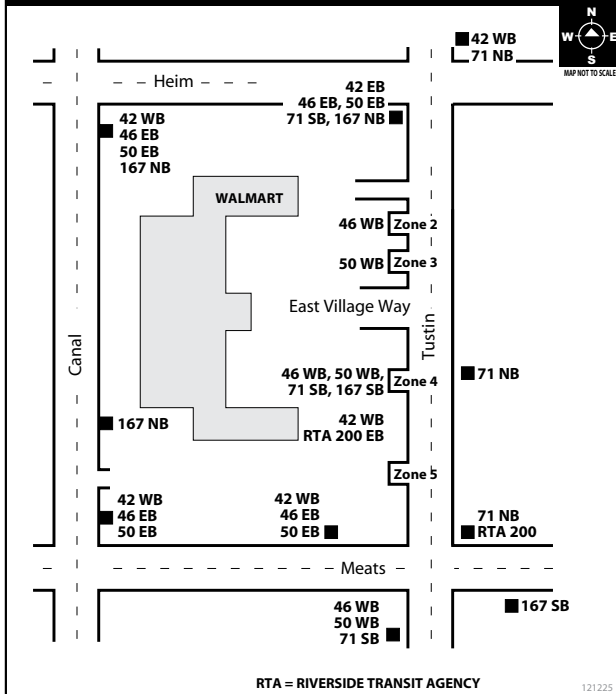 N
W E
S
MAP NOT TO SCALE
42 WB
71 NB
Heim
42 EB
46 EB, 50 EB
71 SB, 167 NB
42 WB
46 EB
50 EB
167 NB
WALMART
46 WB
Zone 2
50 WB
Zone 3
East Village Way
Canal
Tustin
46 WB, 50 WB,
71 SB, 167 SB
Zone 4
71 NB
167 NB
42 WB
RTA 200 EB
Zone 5
42 WB
46 EB
50 EB
42 WB
46 EB
50 EB
71 NB
RTA 200
Meats
46 WB
50 WB
71 SB
167 SB
RTA = RIVERSIDE TRANSIT AGENCY
121225